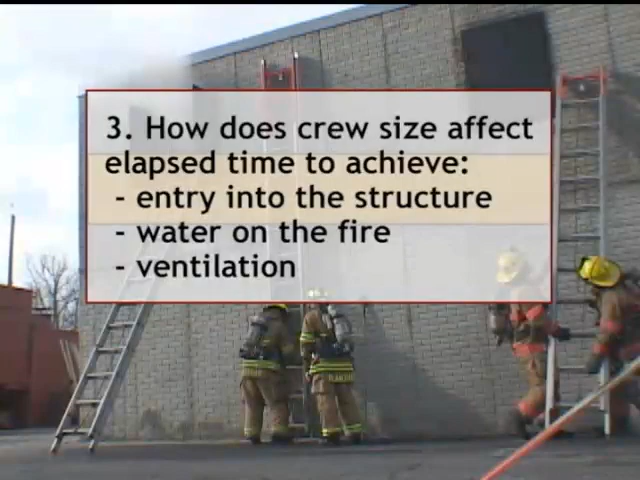 3. How does crew size affect
elapsed time to achieve:
- entry into the structure
- water on the fire
- ventilation